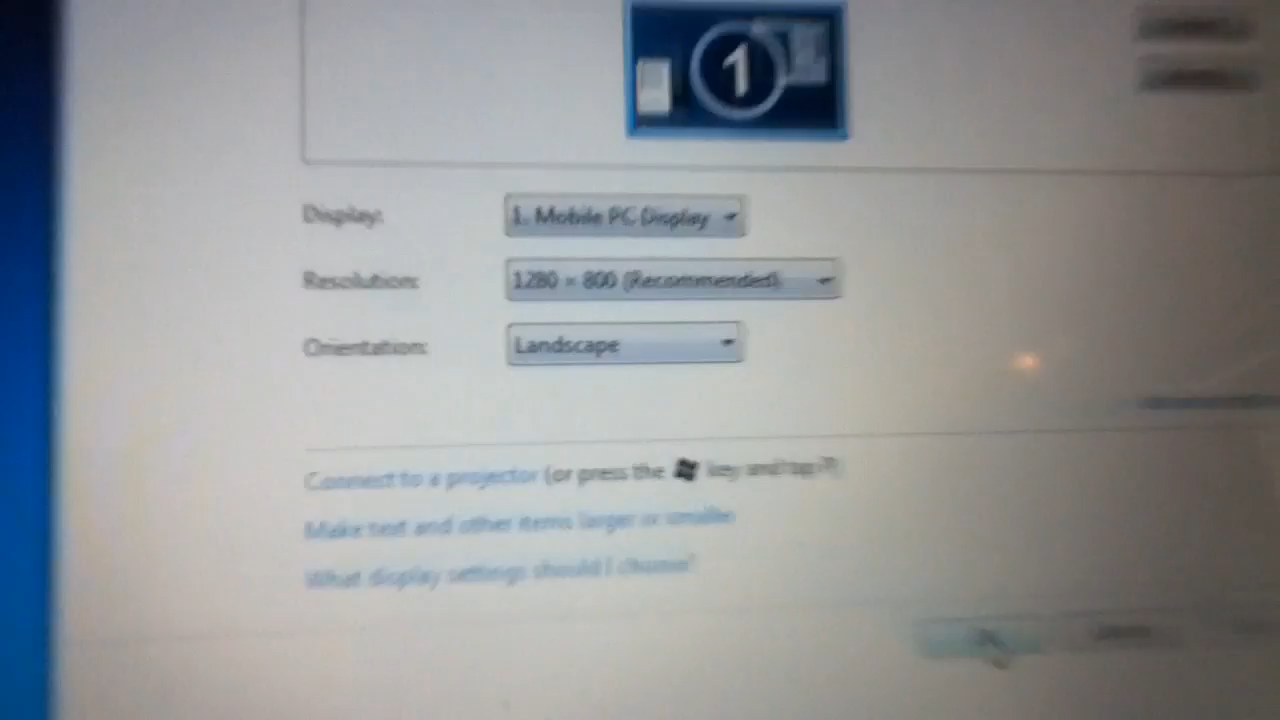 1
Display: 1. Mobile PC Display
Resolution: 1280 × 800 (Recommended)
Orientation: Landscape
Connect to a projector (or press the key and tap P)
Make text and other items larger or smaller
What display settings should I choose?